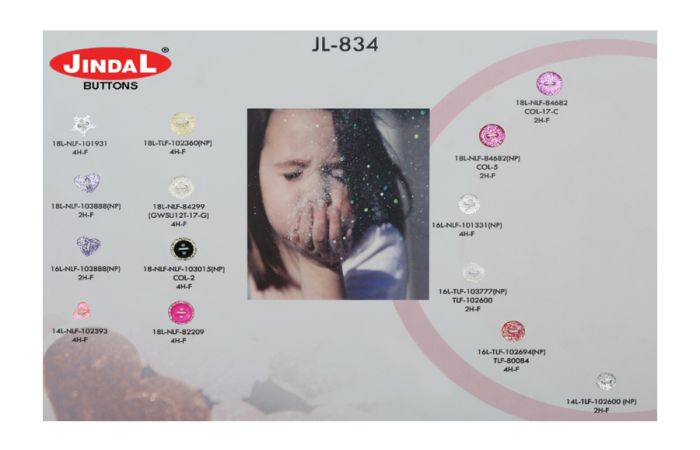 JL-834
JINDAL®
BUTTONS
18L-NLF-101931
4H-F
18L-TLF-102360(NP)
4H-F
18L-NLF-103888(NP)
2H-F
18L-NLF-84299
(GWSU12T-17-G)
4H-F
16L-NLF-103888(NP)
2H-F
18-NLF-NLF-103015(NP)
COL-2
4H-F
14L-NLF-102393
4H-F
18L-NLF-82209
4H-F
18L-NLF-84682
COL-17-C
2H-F
18L-NLF-84682(NP)
COL-5
2H-F
16L-NLF-101331(NP)
4H-F
16L-TLF-103777(NP)
TLF-102600
2H-F
16L-TLF-102694(NP)
TLF-80084
4H-F
14L-TLF-102600 (NP)
2H-F